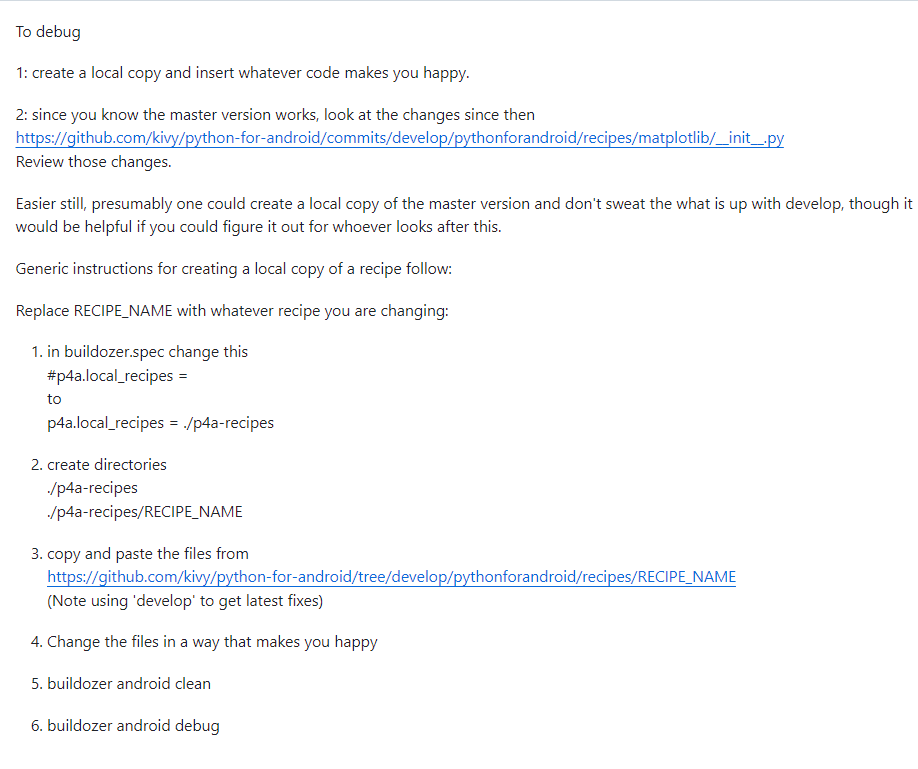 To debug
1: create a local copy and insert whatever code makes you happy.
2: since you know the master version works, look at the changes since then
https://github.com/kivy/python-for-android/commits/develop/pythonforandroid/recipes/matplotlib/__init__.py
Review those changes.
Easier still, presumably one could create a local copy of the master version and don't sweat the what is up with develop, though it
would be helpful if you could figure it out for whoever looks after this.
Generic instructions for creating a local copy of a recipe follow:
Replace RECIPE_NAME with whatever recipe you are changing:
1. in buildozer.spec change this
#p4a.local_recipes =
to
p4a.local_recipes = ./p4a-recipes
2. create directories
./p4a-recipes
./p4a-recipes/RECIPE_NAME
3. copy and paste the files from
https://github.com/kivy/python-for-android/tree/develop/pythonforandroid/recipes/RECIPE_NAME
(Note using 'develop' to get latest fixes)
4. Change the files in a way that makes you happy
5. buildozer android clean
6. buildozer android debug